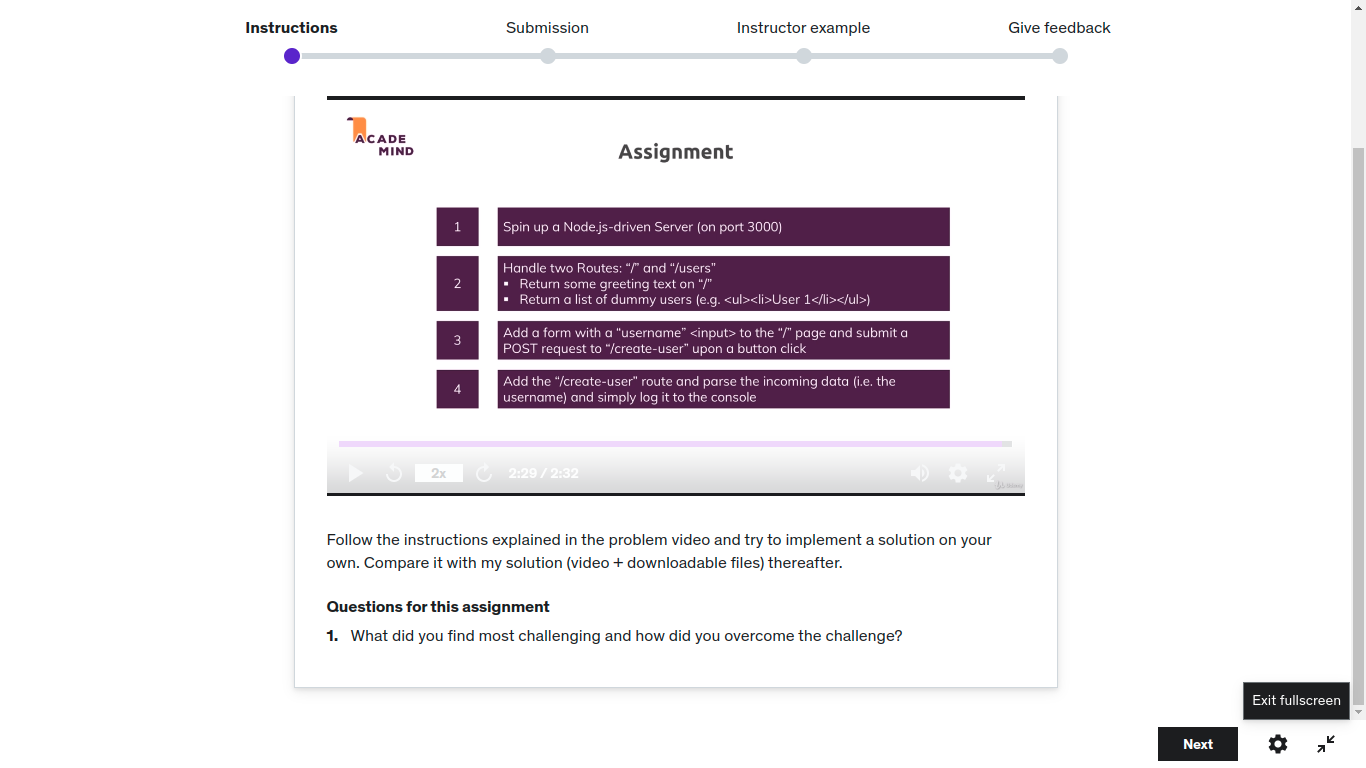 Instructions
Submission
Instructor example
Give feedback
ACADE
MIND
Assignment
1
Spin up a Node.js-driven Server (on port 3000)
2
Handle two Routes: “/” and “/users”
▪ Return some greeting text on “/”
▪ Return a list of dummy users (e.g. <ul><li>User 1</li></ul>)
3
Add a form with a “username” <input> to the “/” page and submit a
POST request to “/create-user” upon a button click
4
Add the “/create-user” route and parse the incoming data (i.e. the
username) and simply log it to the console
2x
2:29 / 2:32
Follow the instructions explained in the problem video and try to implement a solution on your
own. Compare it with my solution (video + downloadable files) thereafter.
Questions for this assignment
1. What did you find most challenging and how did you overcome the challenge?
Exit fullscreen
Next